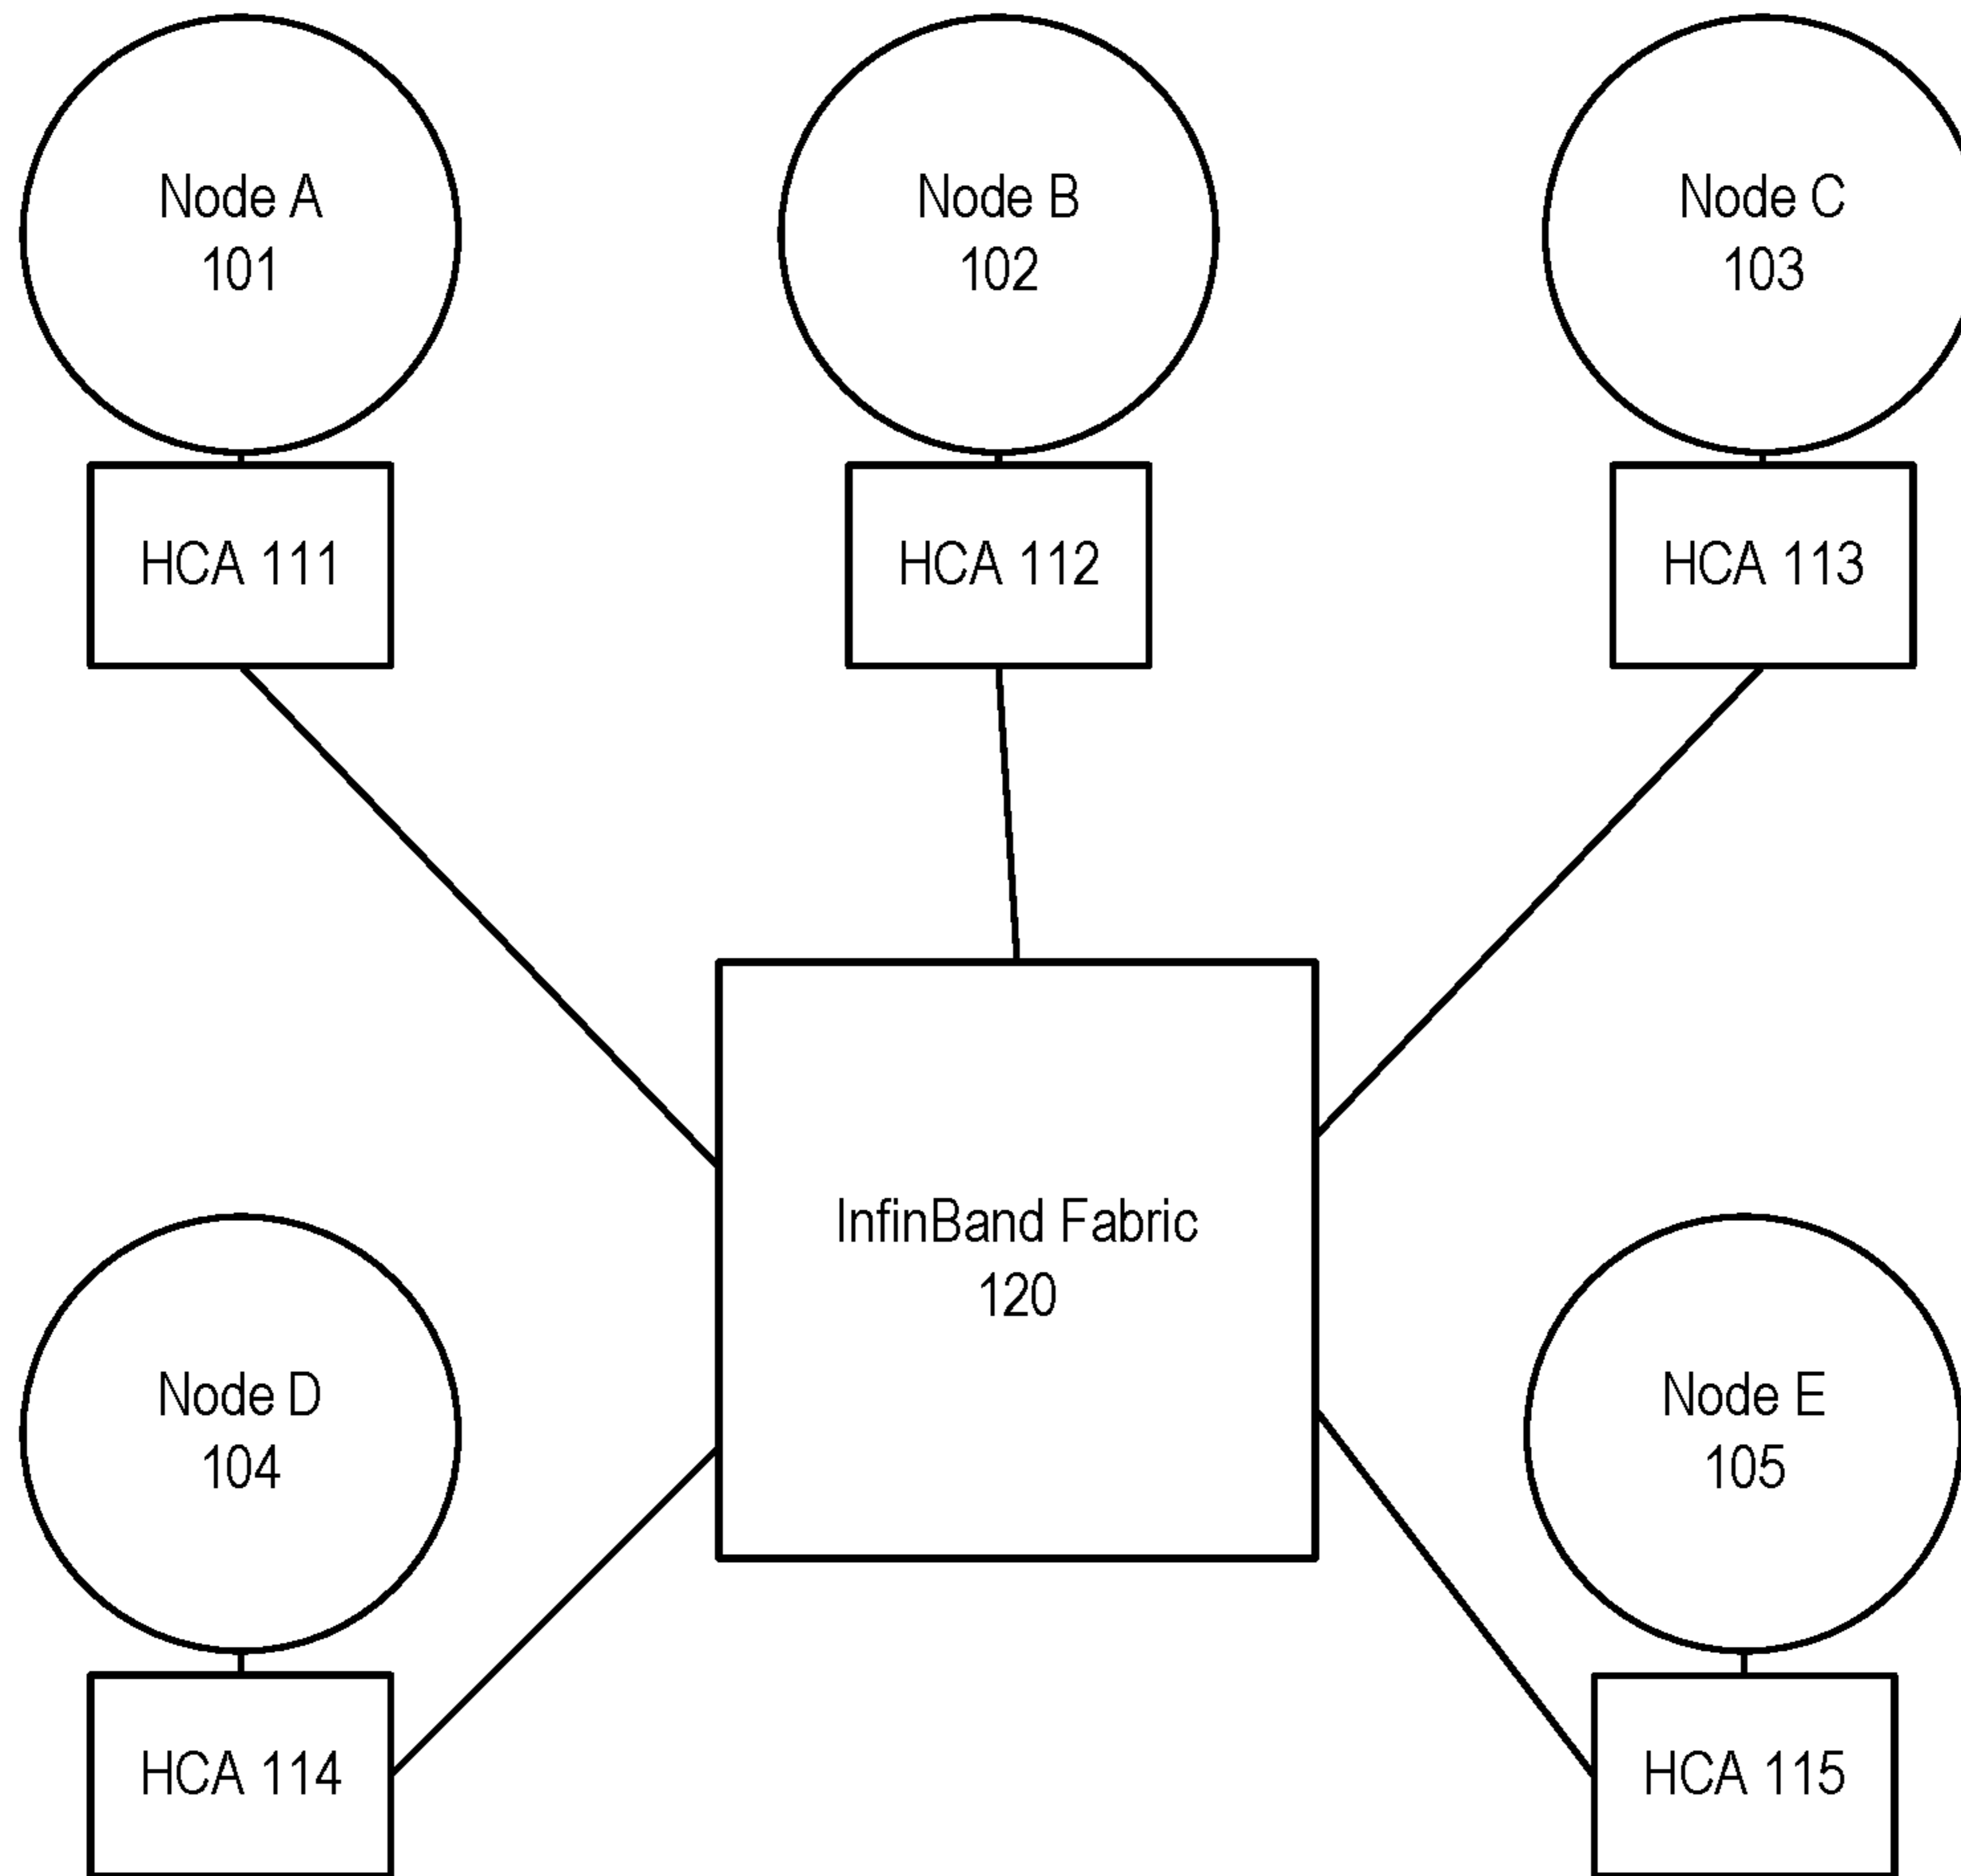 Node A
101
Node B
102
Node C
103
HCA 111
HCA 112
HCA 113
InfinBand Fabric
120
Node D
104
Node E
105
HCA 114
HCA 115